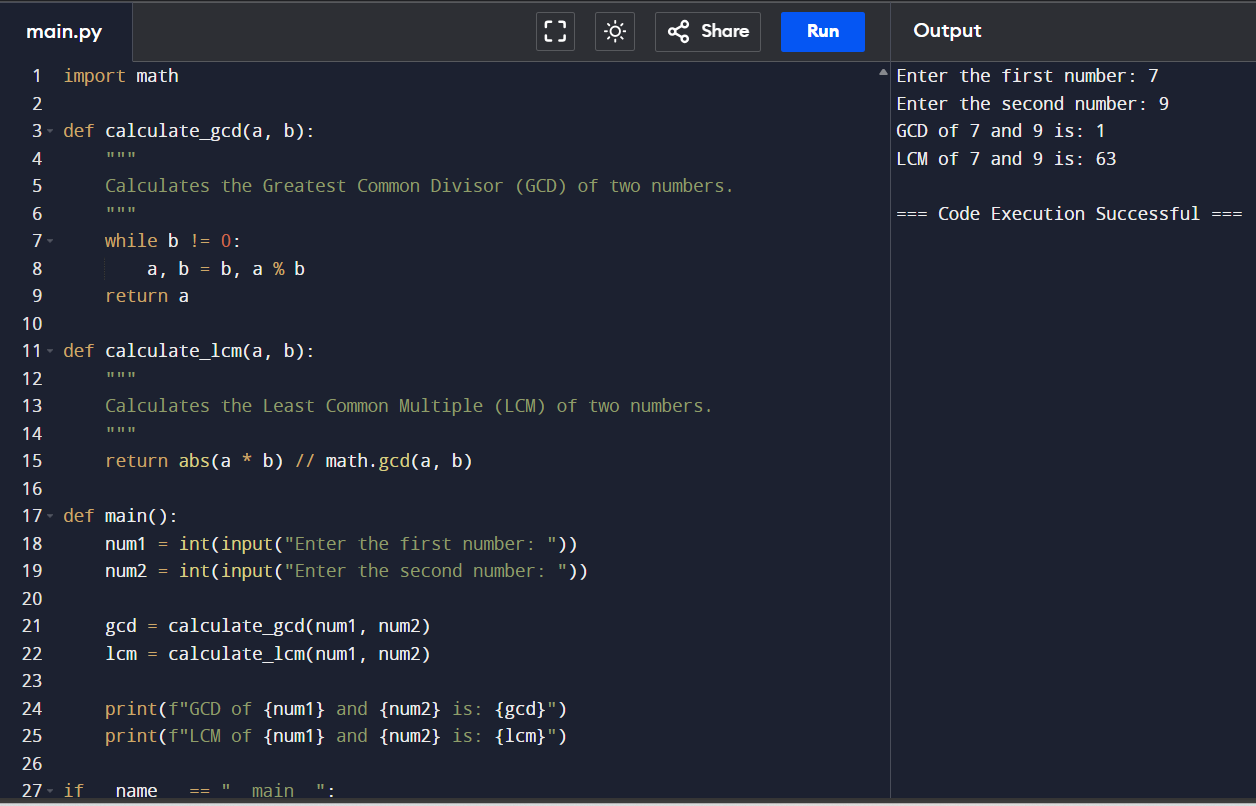 main.py
Share
Run
Output
1 import math
2
3 def calculate_gcd(a, b):
4     """
5     Calculates the Greatest Common Divisor (GCD) of two numbers.
6     """
7     while b != 0:
8         a, b = b, a % b
9     return a
10
11 def calculate_lcm(a, b):
12     """
13     Calculates the Least Common Multiple (LCM) of two numbers.
14     """
15     return abs(a * b) // math.gcd(a, b)
16
17 def main():
18     num1 = int(input("Enter the first number: "))
19     num2 = int(input("Enter the second number: "))
20
21     gcd = calculate_gcd(num1, num2)
22     lcm = calculate_lcm(num1, num2)
23
24     print(f"GCD of {num1} and {num2} is: {gcd}")
25     print(f"LCM of {num1} and {num2} is: {lcm}")
26
27 if   name   == "  main  ":
Enter the first number: 7
Enter the second number: 9
GCD of 7 and 9 is: 1
LCM of 7 and 9 is: 63
=== Code Execution Successful ===